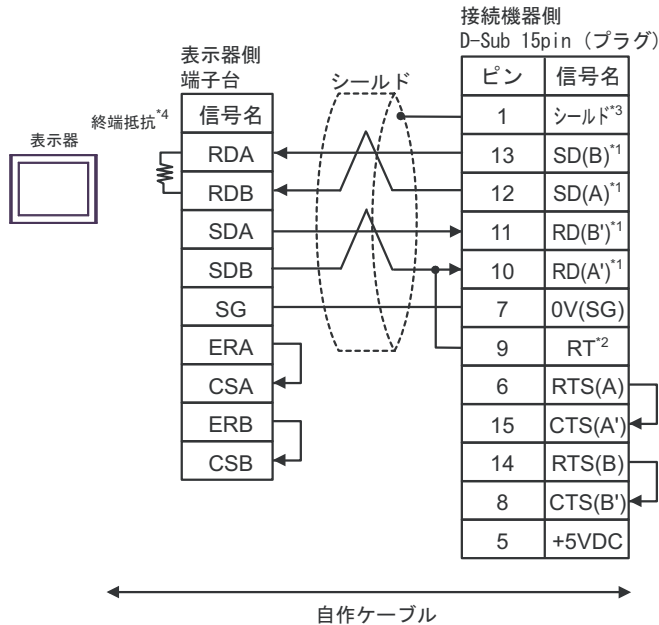 接続機器側
D-Sub 15pin (プラグ)
表示器側
端子台
シールド
終端抵抗*4
表示器
信号名
RDA
RDB
SDA
SDB
SG
ERA
CSA
ERB
CSB
ピン 信号名
1 シールド*3
13 SD(B)*1
12 SD(A)*1
11 RD(B')*1
10 RD(A')*1
7 0V(SG)
9 RT*2
6 RTS(A)
15 CTS(A')
14 RTS(B)
8 CTS(B')
5 +5VDC
自作ケーブル